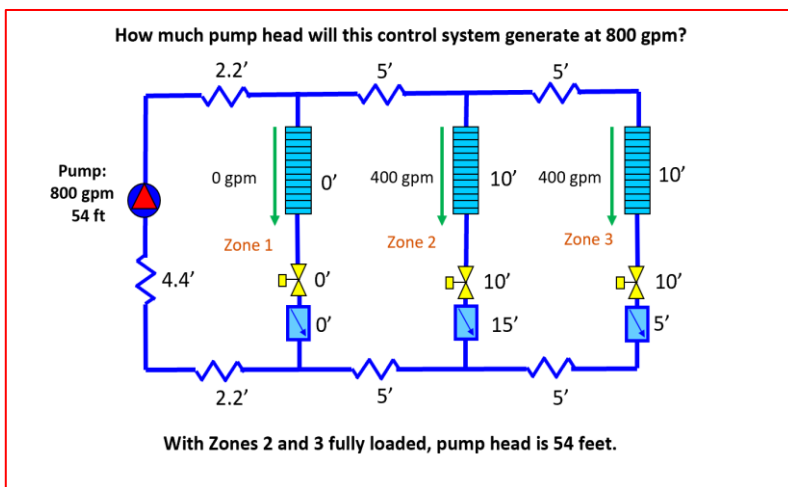 How much pump head will this control system generate at 800 gpm?
2.2’
5’
5’
Pump:
800 gpm
54 ft
0 gpm
0’
400 gpm
10’
400 gpm
10’
Zone 1
Zone 2
Zone 3
4.4’
0’
10’
10’
0’
15’
5’
2.2’
5’
5’
With Zones 2 and 3 fully loaded, pump head is 54 feet.